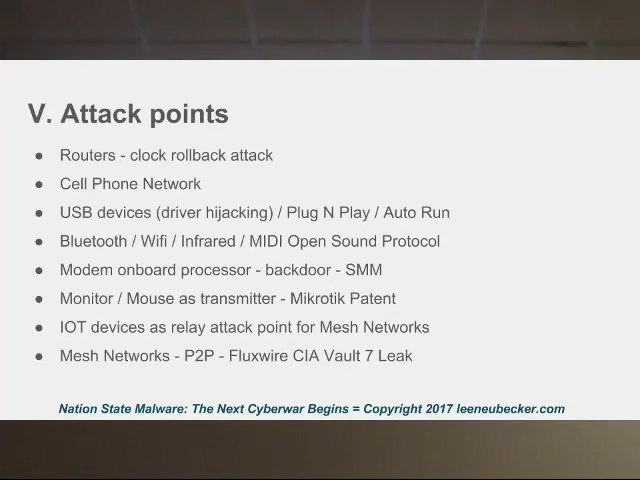 V. Attack points
● Routers - clock rollback attack
● Cell Phone Network
● USB devices (driver hijacking) / Plug N Play / Auto Run
● Bluetooth / Wifi / Infrared / MIDI Open Sound Protocol
● Modem onboard processor - backdoor - SMM
● Monitor / Mouse as transmitter - Mikrotik Patent
● IOT devices as relay attack point for Mesh Networks
● Mesh Networks - P2P - Fluxwire CIA Vault 7 Leak
Nation State Malware: The Next Cyberwar Begins = Copyright 2017 leeneubecker.com